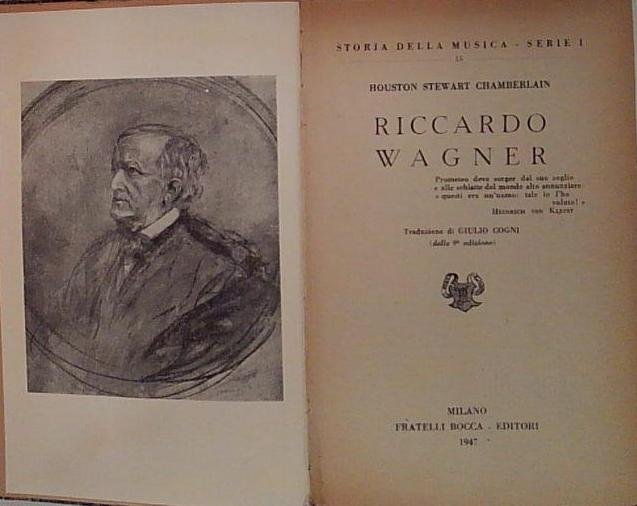 STORIA DELLA MUSICA - SERIE I
15
HOUSTON STEWART CHAMBERLAIN
RICCARDO
WAGNER
Prometeo deve sorger dal suo soglio
e alle schiatte del mondo alto annunziare:
« questi era un'uomo: tale io l'ho
voluto! »
HEINRICH VON KLEIST
Traduzione di GIULIO COGNI
(dalla 9ª edizione)
MILANO
FRATELLI BOCCA - EDITORI
1947